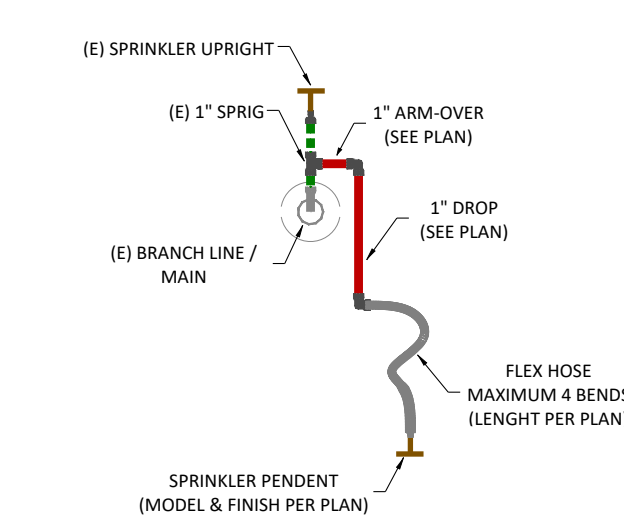 (E) SPRINKLER UPRIGHT
(E) 1" SPRIG
1" ARM-OVER
(SEE PLAN)
1" DROP
(SEE PLAN)
(E) BRANCH LINE /
MAIN
FLEX HOSE
MAXIMUM 4 BENDS
(LENGHT PER PLAN)
SPRINKLER PENDENT
(MODEL & FINISH PER PLAN)